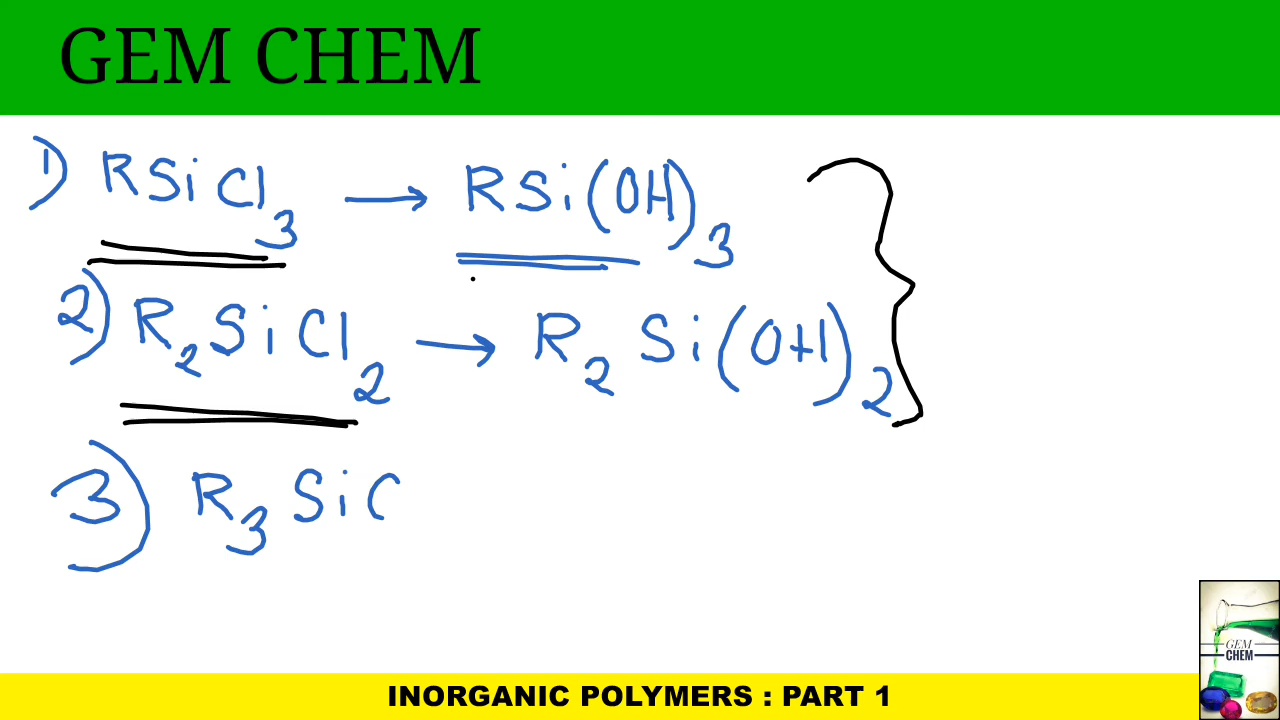 GEM CHEM
1) RSiCl3 → RSi(OH)3
2) R2SiCl2 → R2Si(OH)2
3) R3SiC
GEM
CHEM
INORGANIC POLYMERS : PART 1